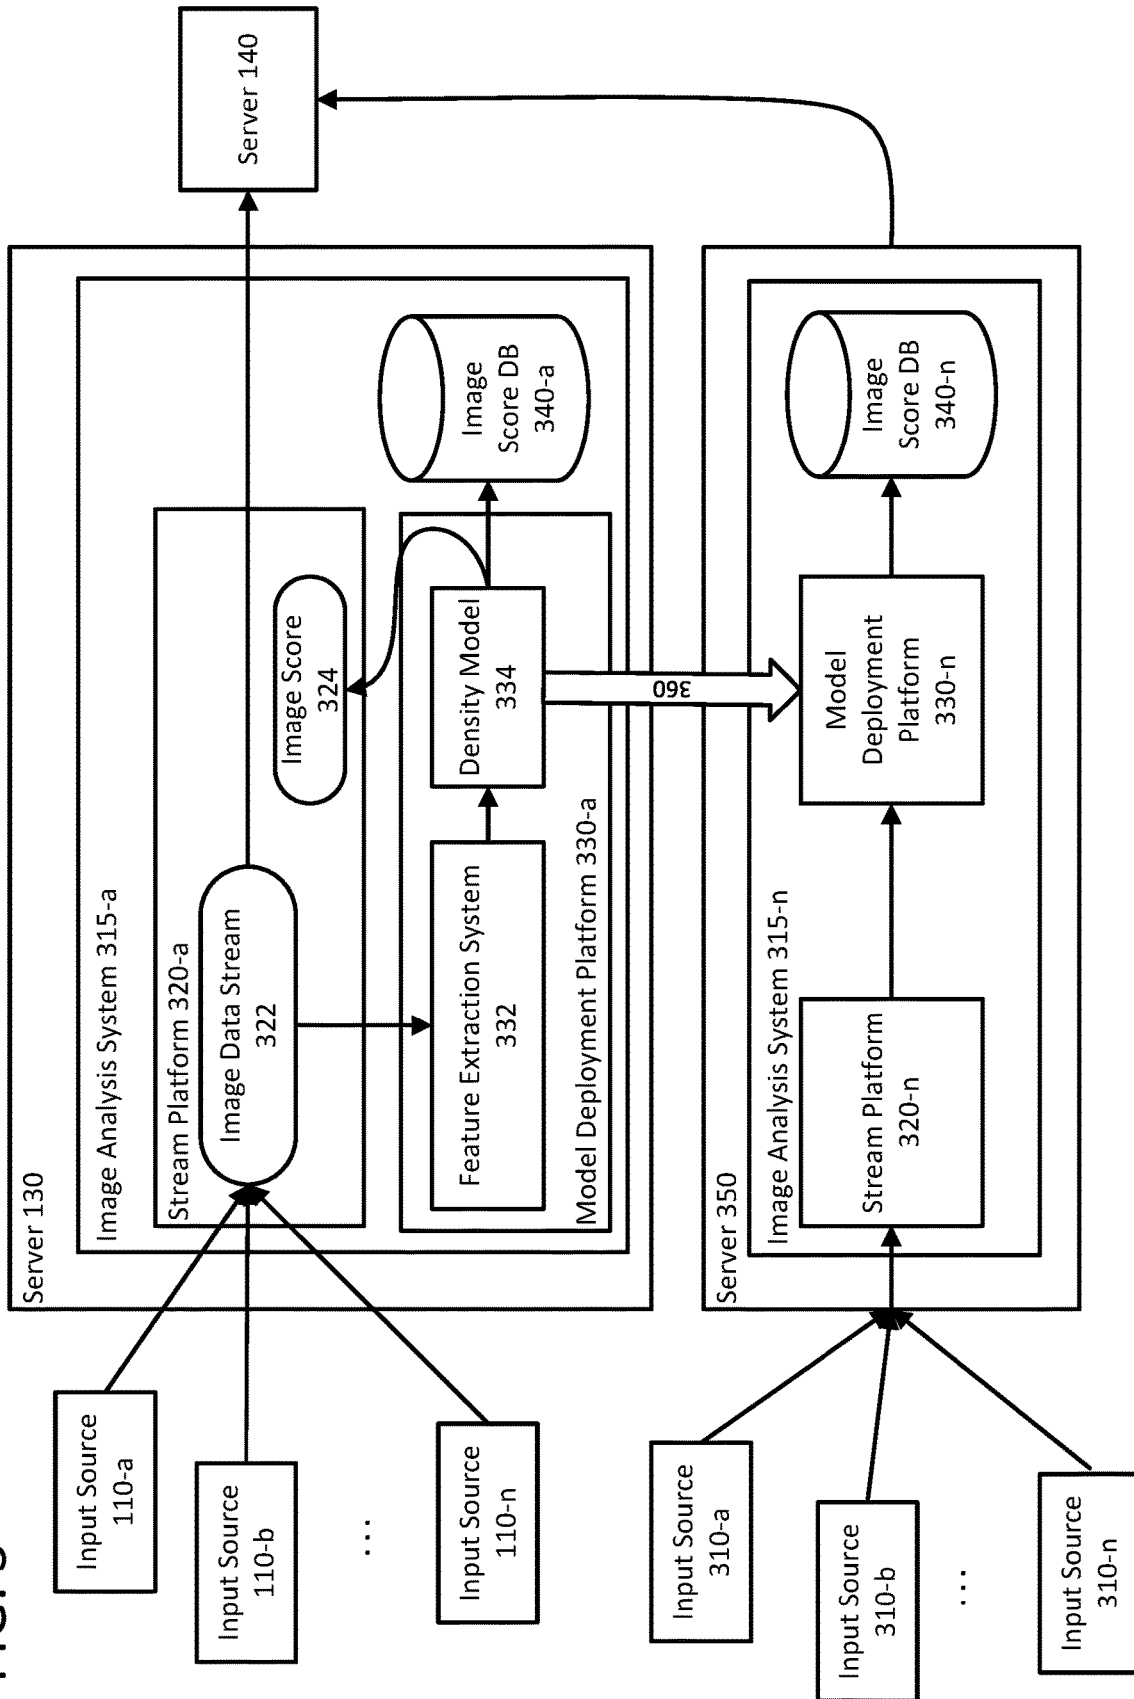 Server 140
Server 130
Image Analysis System 315-a
Stream Platform 320-a
Image Data Stream
322
Image Score
324
Feature Extraction System
332
Density Model
334
Model Deployment Platform 330-a
Image
Score DB
340-a
Input Source
110-a
Input Source
110-b
...
Input Source
110-n
360
Server 350
Image Analysis System 315-n
Stream Platform
320-n
Model
Deployment
Platform
330-n
Image
Score DB
340-n
Input Source
310-a
Input Source
310-b
...
Input Source
310-n